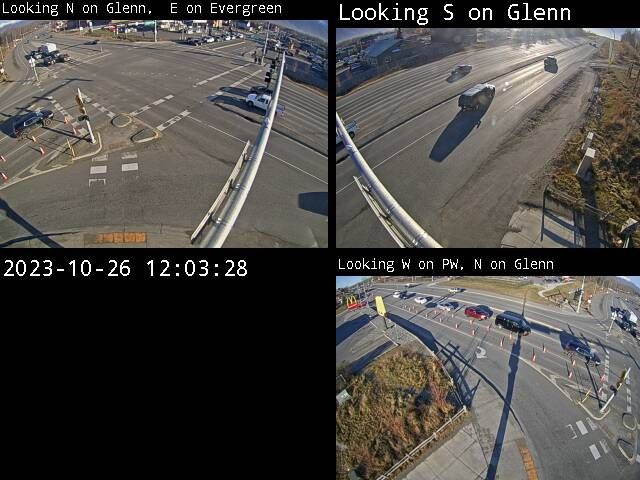 Looking N on Glenn,  E on Evergreen
Looking S on Glenn
2023-10-26 12:03:28
Looking W on PW, N on Glenn